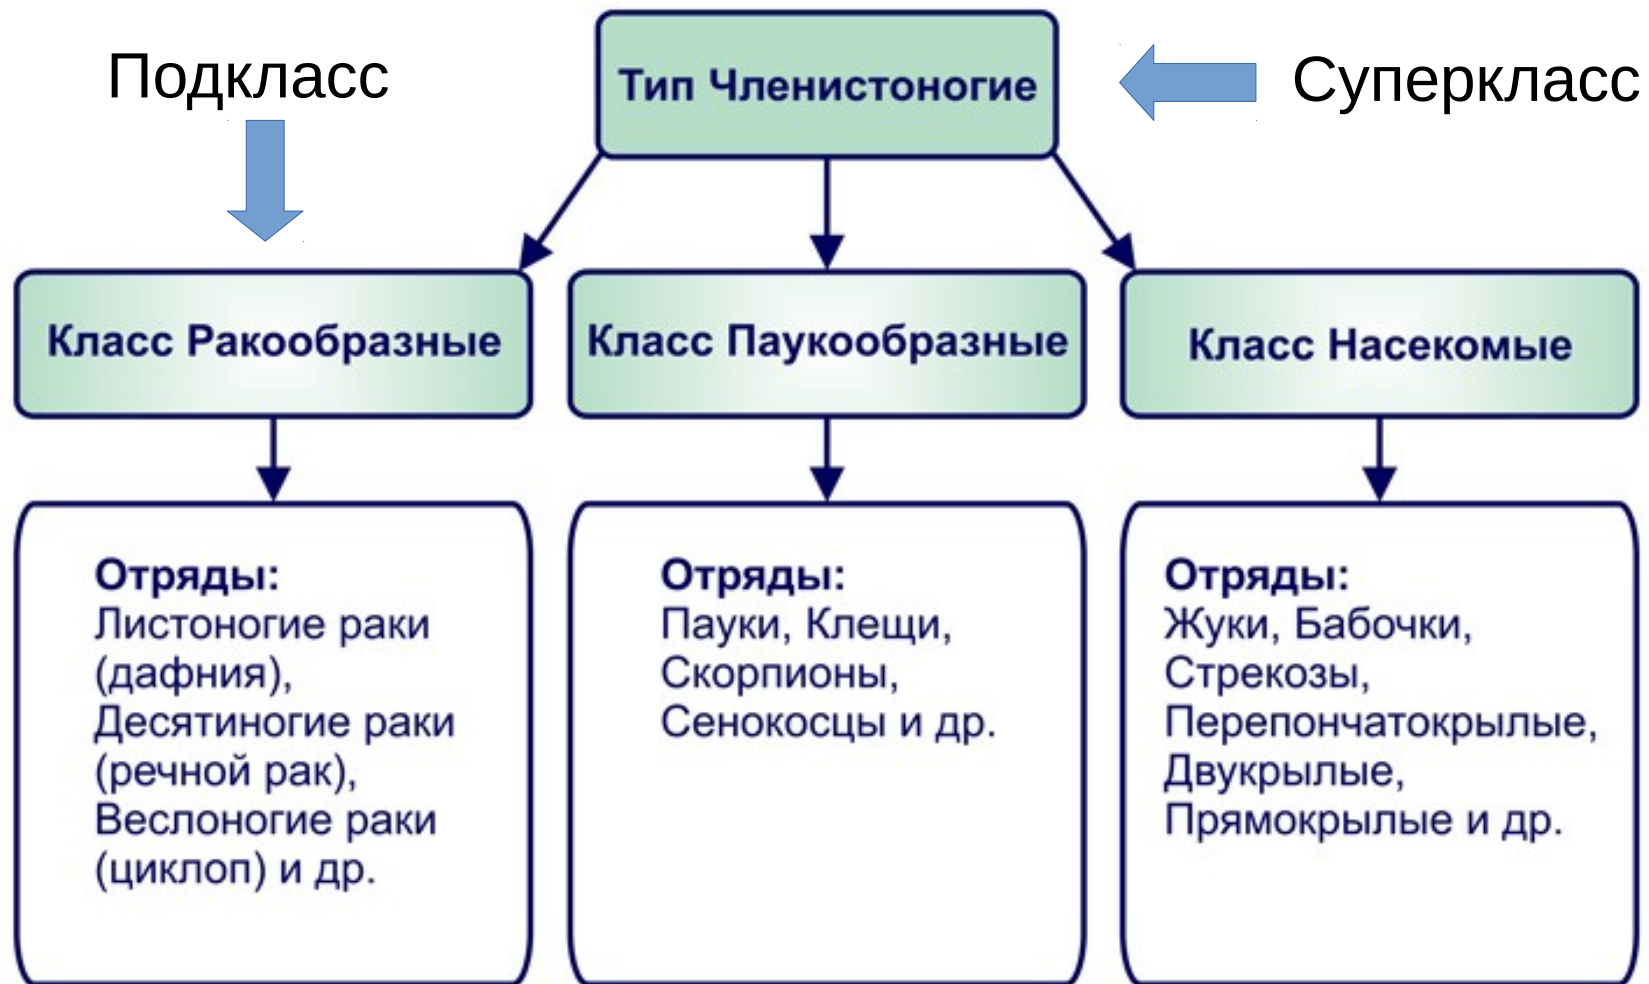 Подкласс
Тип Членистоногие
Суперкласс
Класс Ракообразные
Класс Паукообразные
Класс Насекомые
Отряды:
Листоногие раки
(дафния),
Десятиногие раки
(речной рак),
Веслоногие раки
(циклоп) и др.
Отряды:
Пауки, Клещи,
Скорпионы,
Сенокосцы и др.
Отряды:
Жуки, Бабочки,
Стрекозы,
Перепончатокрылые,
Двукрылые,
Прямокрылые и др.